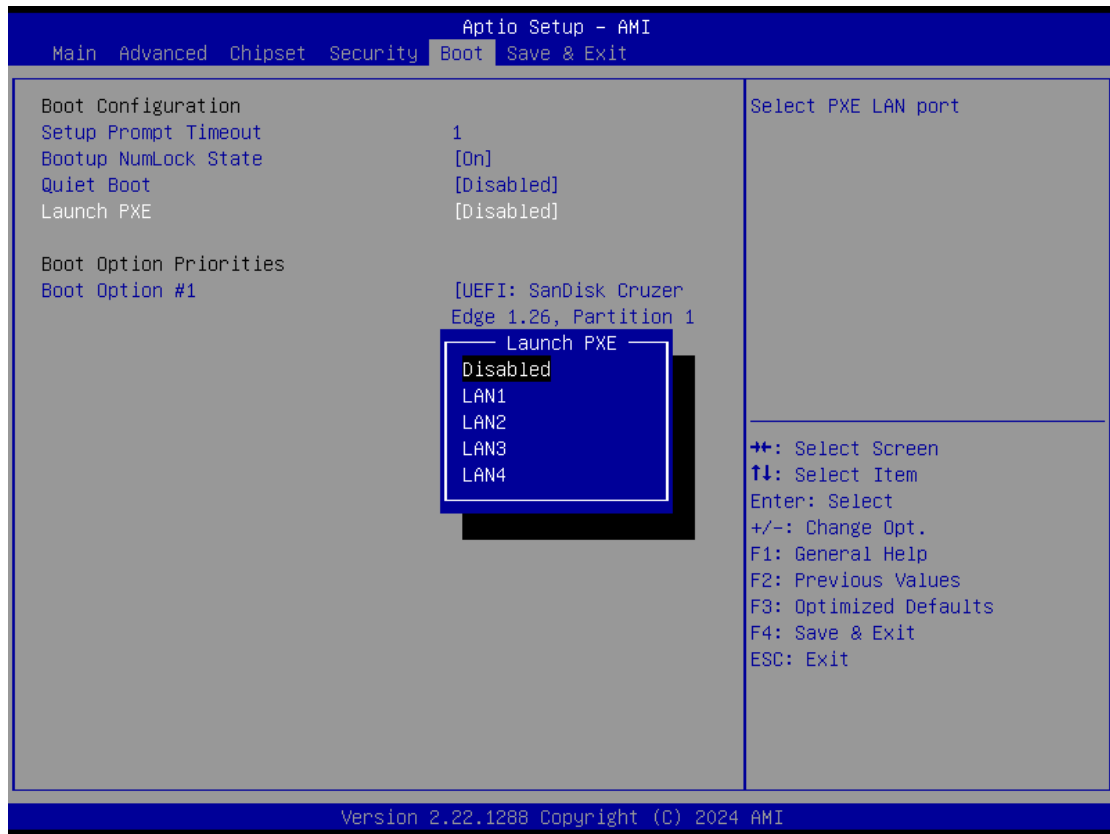 Aptio Setup – AMI
Main Advanced Chipset Security Boot Save & Exit
Boot Configuration
Setup Prompt Timeout 1
Bootup NumLock State [On]
Quiet Boot [Disabled]
Launch PXE [Disabled]
Boot Option Priorities
Boot Option #1 [UEFI: SanDisk Cruzer
Edge 1.26, Partition 1
Launch PXE
Disabled
LAN1
LAN2
LAN3
LAN4
Select PXE LAN port
→←: Select Screen
↑↓: Select Item
Enter: Select
+/-: Change Opt.
F1: General Help
F2: Previous Values
F3: Optimized Defaults
F4: Save & Exit
ESC: Exit
Version 2.22.1288 Copyright (C) 2024 AMI